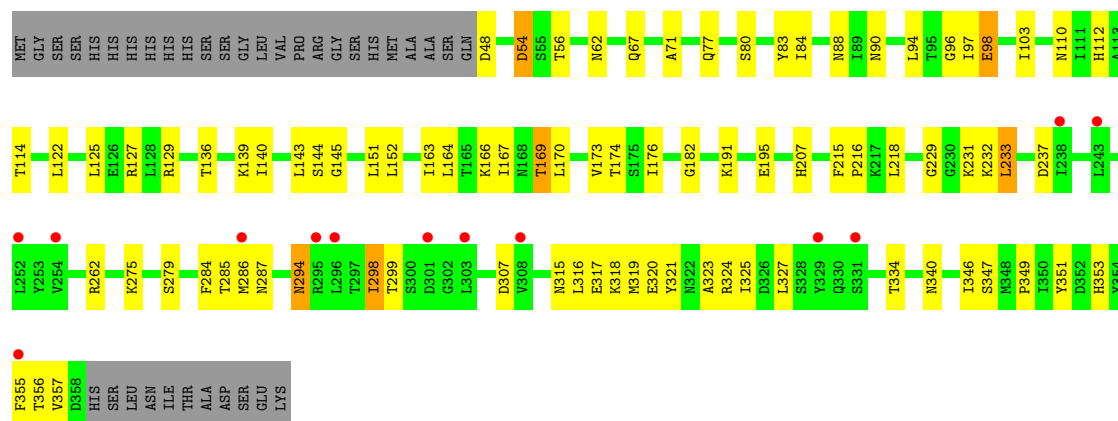 MET GLY SER SER HIS HIS HIS HIS HIS HIS SER SER GLY LEU VAL PRO ARG GLY SER HIS MET ALA ALA SER GLN D48 D54 S55 T56 N62 Q67 A71 Q77 S80 Y83 I84 N88 I89 N90 L94 T95 G96 I97 E98 I103 N110 I111 H112 A113
T114 L122 L125 E126 R127 L128 R129 T136 K139 I140 L143 S144 G145 L151 L152 I163 L164 T165 K166 I167 N168 T169 L170 V173 T174 S175 I176 G182 K191 E195 H207 F215 P216 K217 L218 G229 G230 K231 K232 L233 D237 I238 L243
L252 Y253 V254 R262 K275 S279 F284 T285 M286 N287 N294 R295 L296 T297 I298 T299 S300 D301 G302 L303 D307 V308 N315 L316 E317 K318 M319 E320 Y321 N322 A323 R324 I325 D326 L327 S328 Y329 Q330 S331 T334 N340 I346 S347 M348 P349 I350 Y351 D352 H353 Y354
F355 T356 V357 D358 HIS SER LEU ASN ILE THR ALA ASP SER GLU LYS